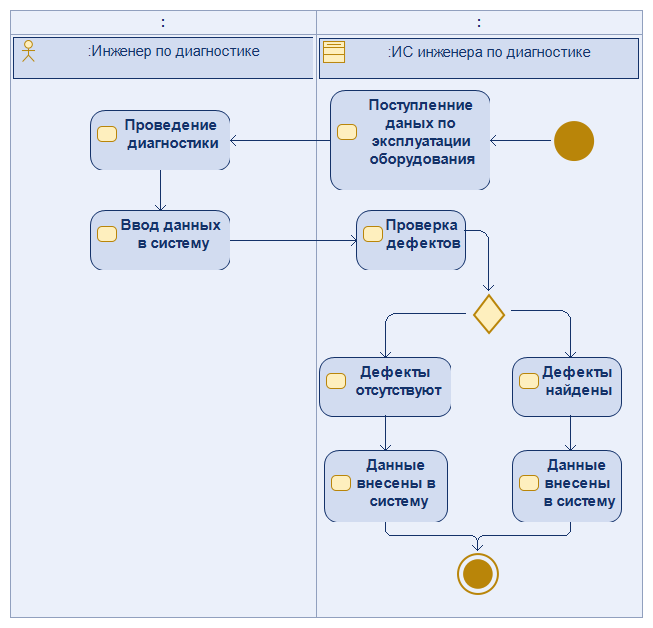 :
:
:Инженер по диагностике
:ИС инженера по диагностике
Поступленние
даных по
эксплуатации
оборудования
Проведение
диагностики
Ввод данных
в систему
Проверка
дефектов
Дефекты
отсутствуют
Дефекты
найдены
Данные
внесены в
систему
Данные
внесены
в систему